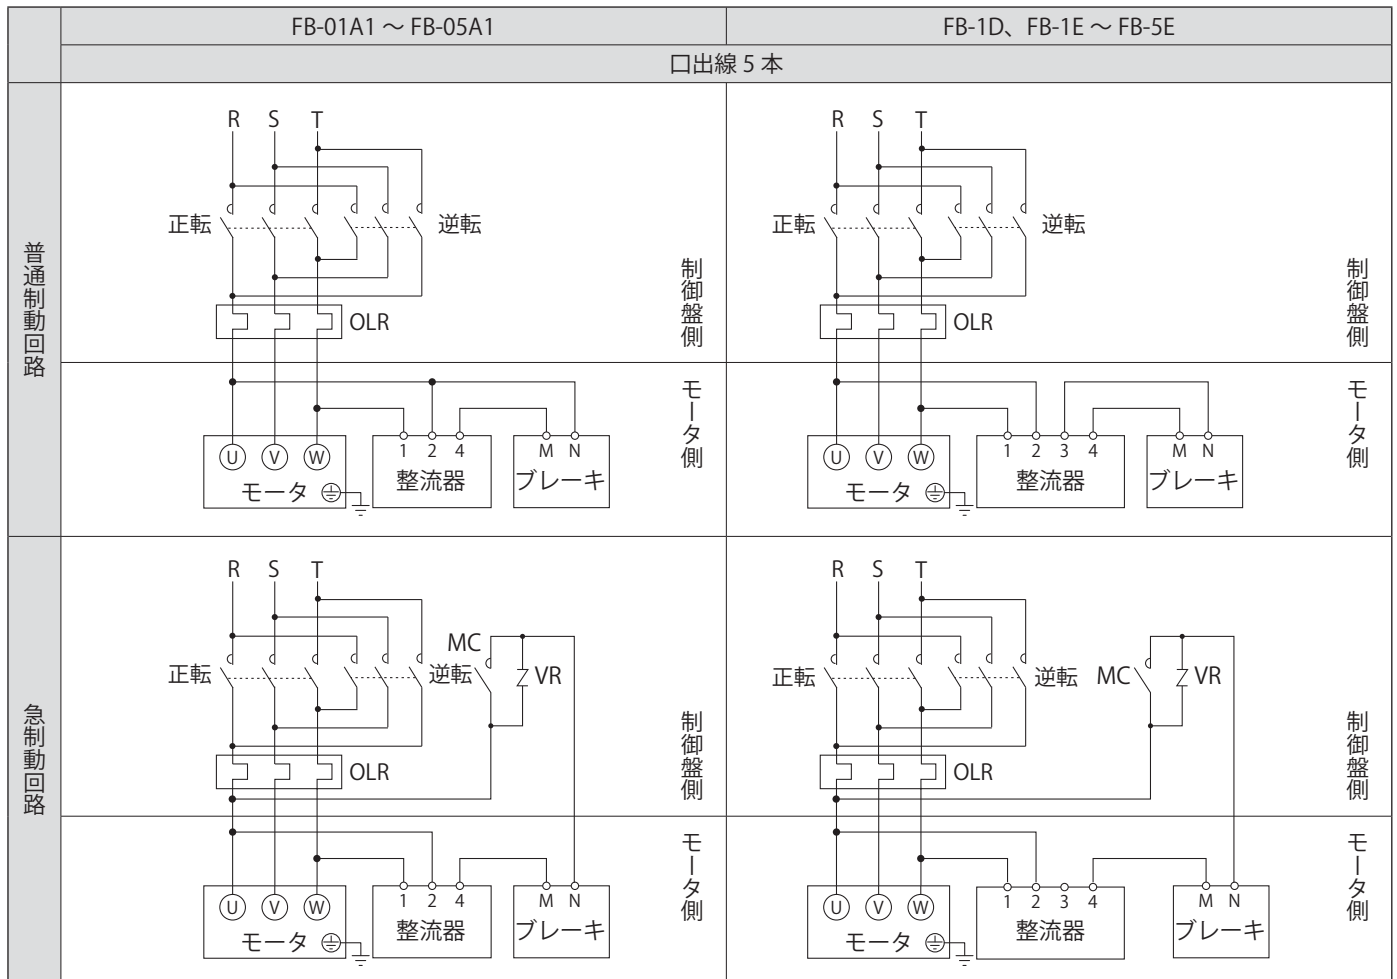 FB-01A1 ～ FB-05A1
FB-1D、FB-1E ～ FB-5E
口出線 5 本
普通制動回路
R S T
正転
逆転
OLR
制御盤側
モータ側
U V W
モータ
1 2 4
整流器
M N
ブレーキ
R S T
正転
逆転
OLR
制御盤側
モータ側
U V W
モータ
1 2 3 4
整流器
M N
ブレーキ
急制動回路
R S T
正転
逆転
MC
VR
OLR
制御盤側
モータ側
U V W
モータ
1 2 4
整流器
M N
ブレーキ
R S T
正転
逆転
MC
VR
OLR
制御盤側
モータ側
U V W
モータ
1 2 3 4
整流器
M N
ブレーキ